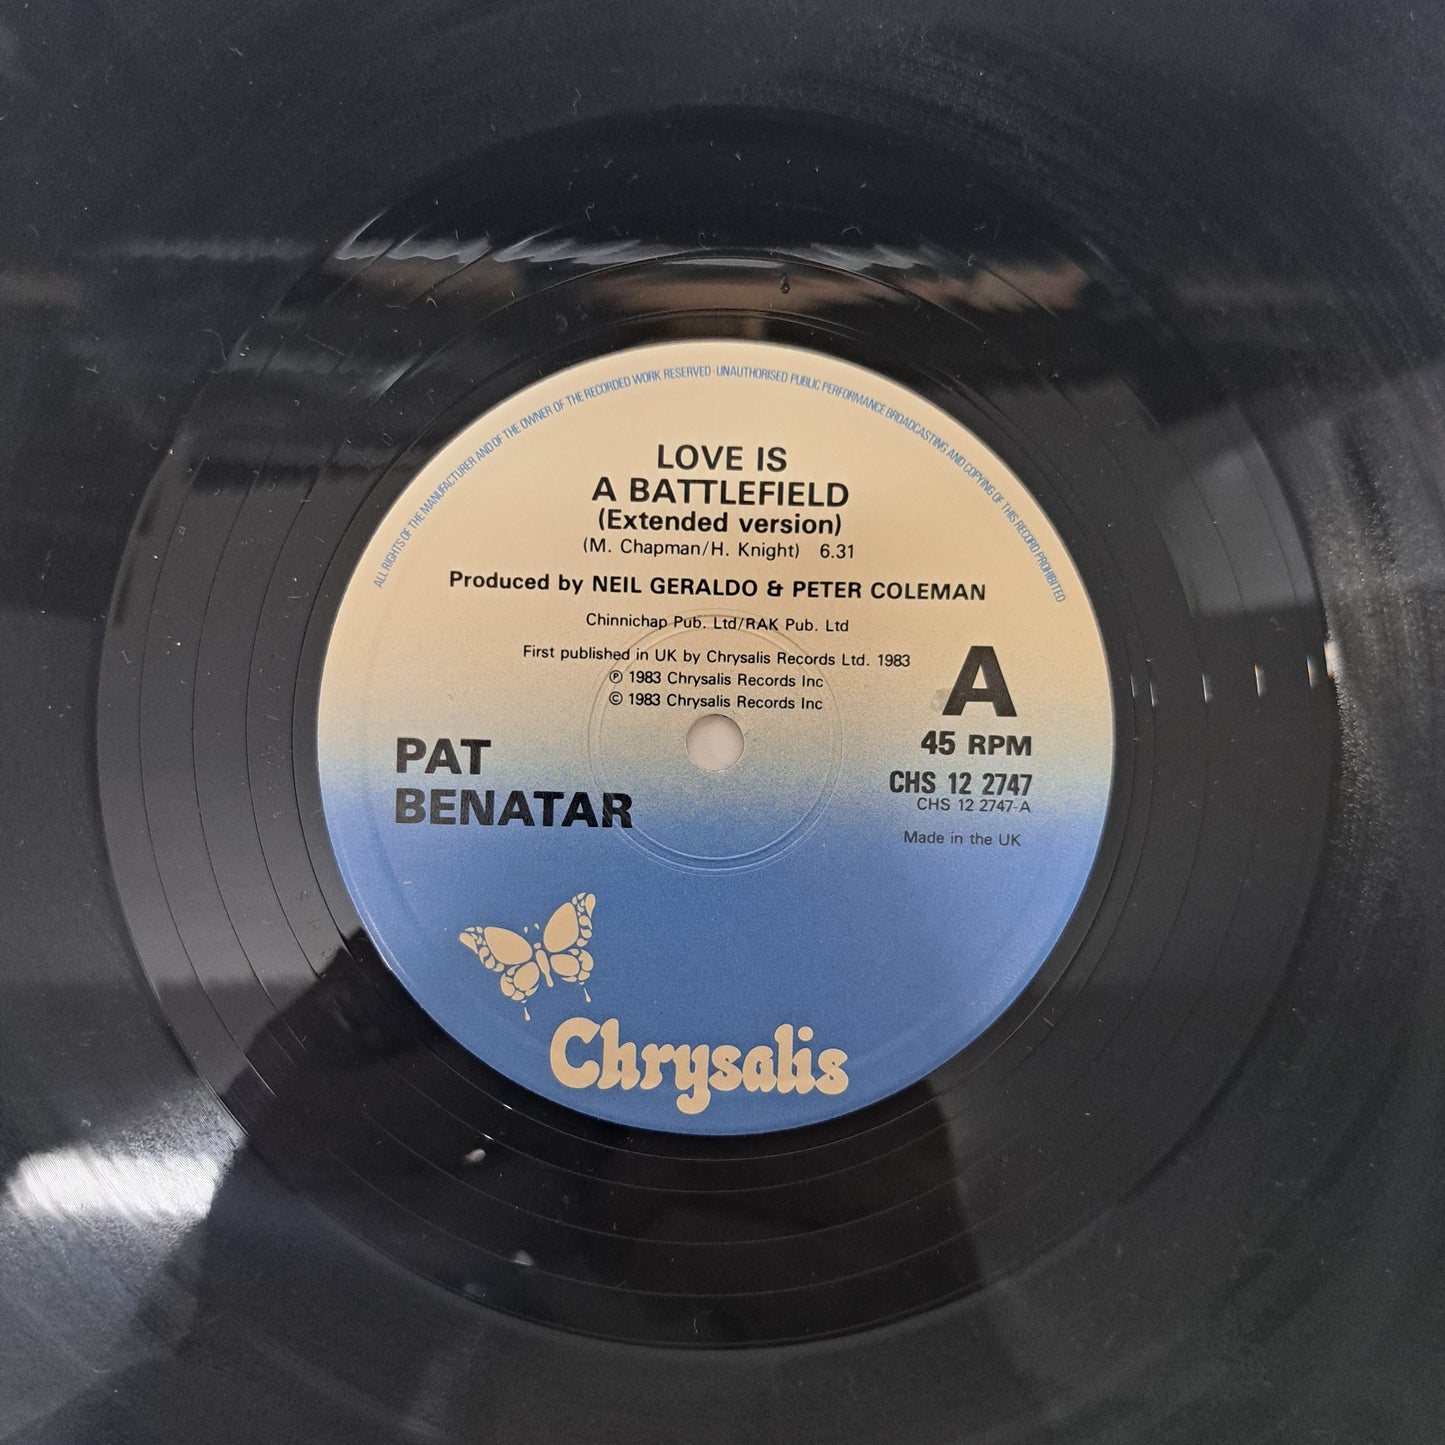 ALL RIGHTS OF THE MANUFACTURER AND OF THE OWNER OF THE RECORDED WORK RESERVED · UNAUTHORISED PUBLIC PERFORMANCE BROADCASTING AND COPYING OF THIS RECORD PROHIBITED
LOVE IS
A BATTLEFIELD
(Extended version)
(M. Chapman/H. Knight) 6.31
Produced by NEIL GERALDO & PETER COLEMAN
Chinnichap Pub. Ltd/RAK Pub. Ltd
First published in UK by Chrysalis Records Ltd. 1983
℗ 1983 Chrysalis Records Inc
© 1983 Chrysalis Records Inc
A
45 RPM
CHS 12 2747
CHS 12 2747-A
Made in the UK
PAT
BENATAR
Chrysalis